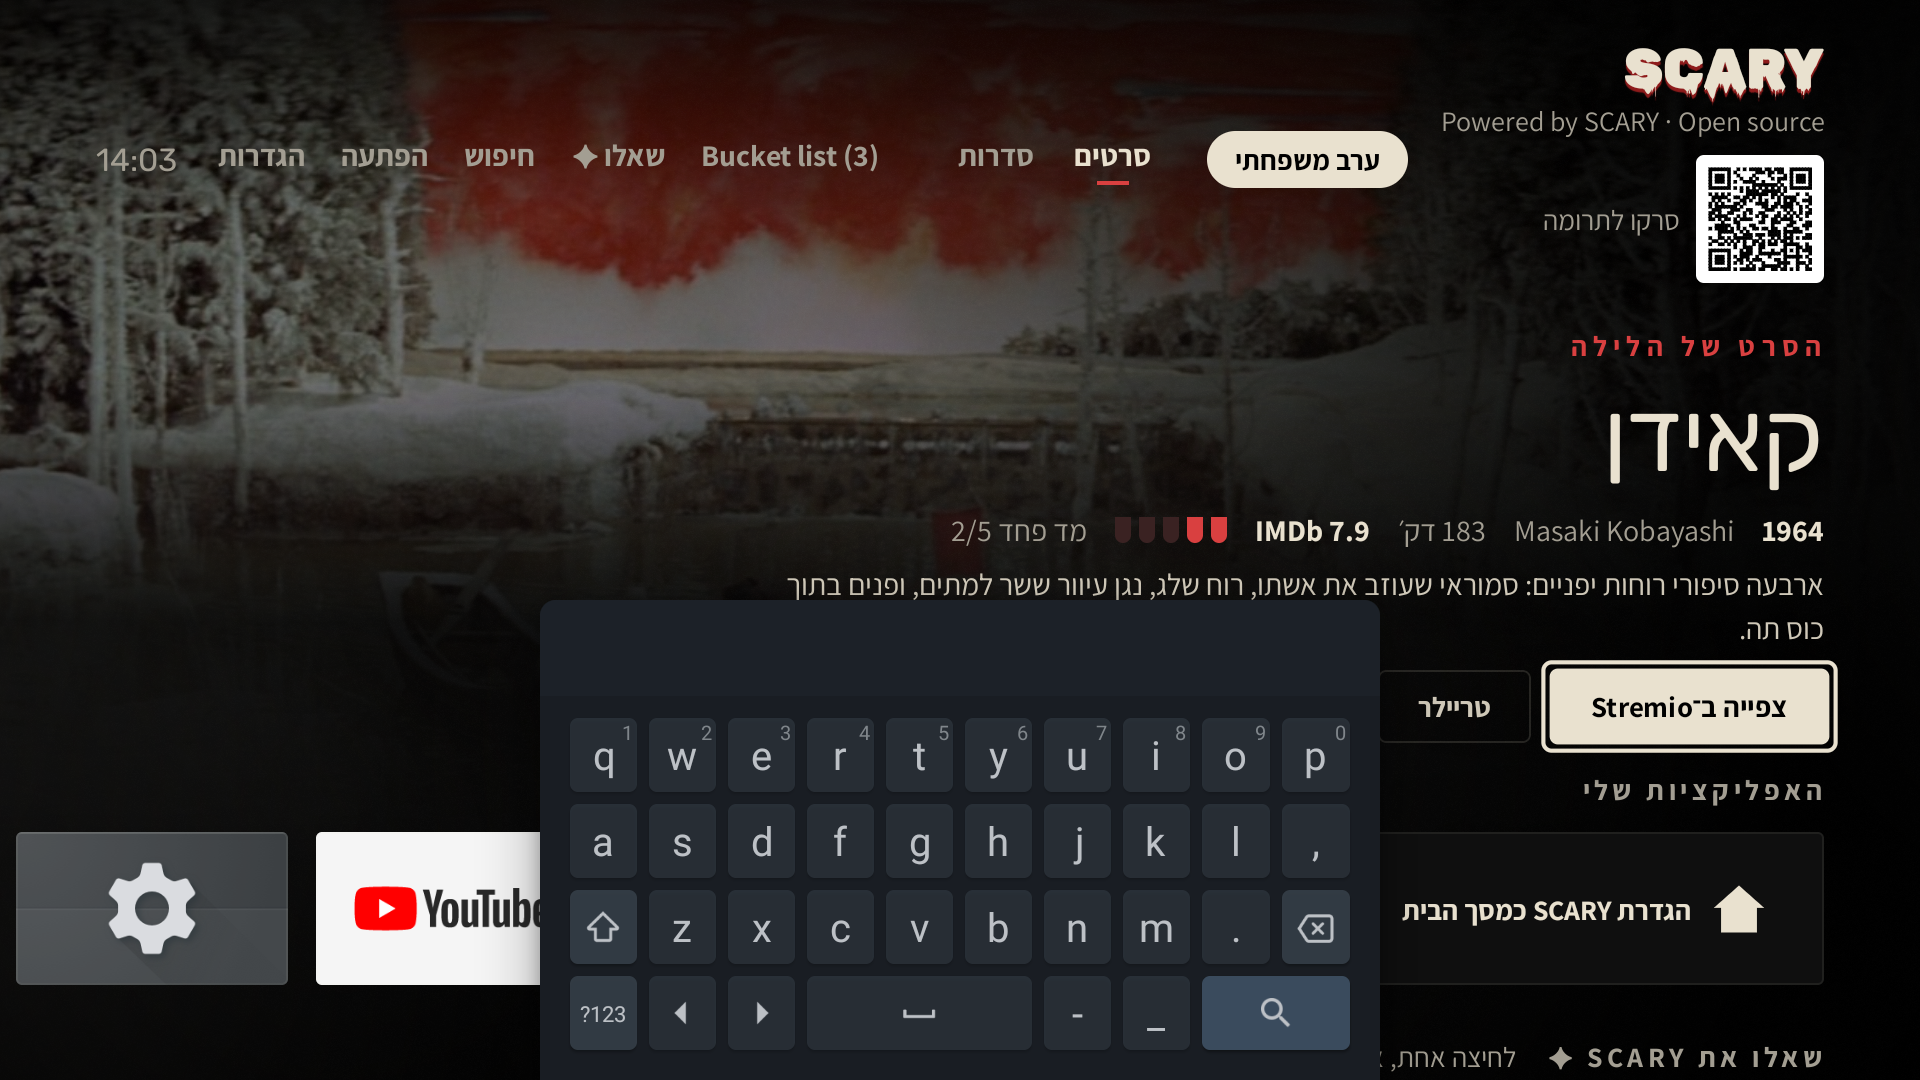 SCARY
Powered by SCARY · Open source
ערב משפחתי
סרטים
סדרות
Bucket list (3)
שאלו ✦
חיפוש
הפתעה
הגדרות
14:03
סרקו לתרומה
הסרט של הלילה
קאידן
1964 Masaki Kobayashi 183 דק׳ IMDb 7.9 מד פחד 2/5
ארבעה סיפורי רוחות יפניים: סמוראי שעוזב את אשתו, רוח שלג, נגן עיוור ששר למתים, ופנים בתוך
כוס תה.
צפייה ב־Stremio
טריילר
האפליקציות שלי
הגדרת SCARY כמסך הבית
YouTube
שאלו את SCARY ✦ לחיצה אחת,
q 1 w 2 e 3 r 4 t 5 y 6 u 7 i 8 o 9 p 0
a s d f g h j k l ,
z x c v b n m .
?123 - _